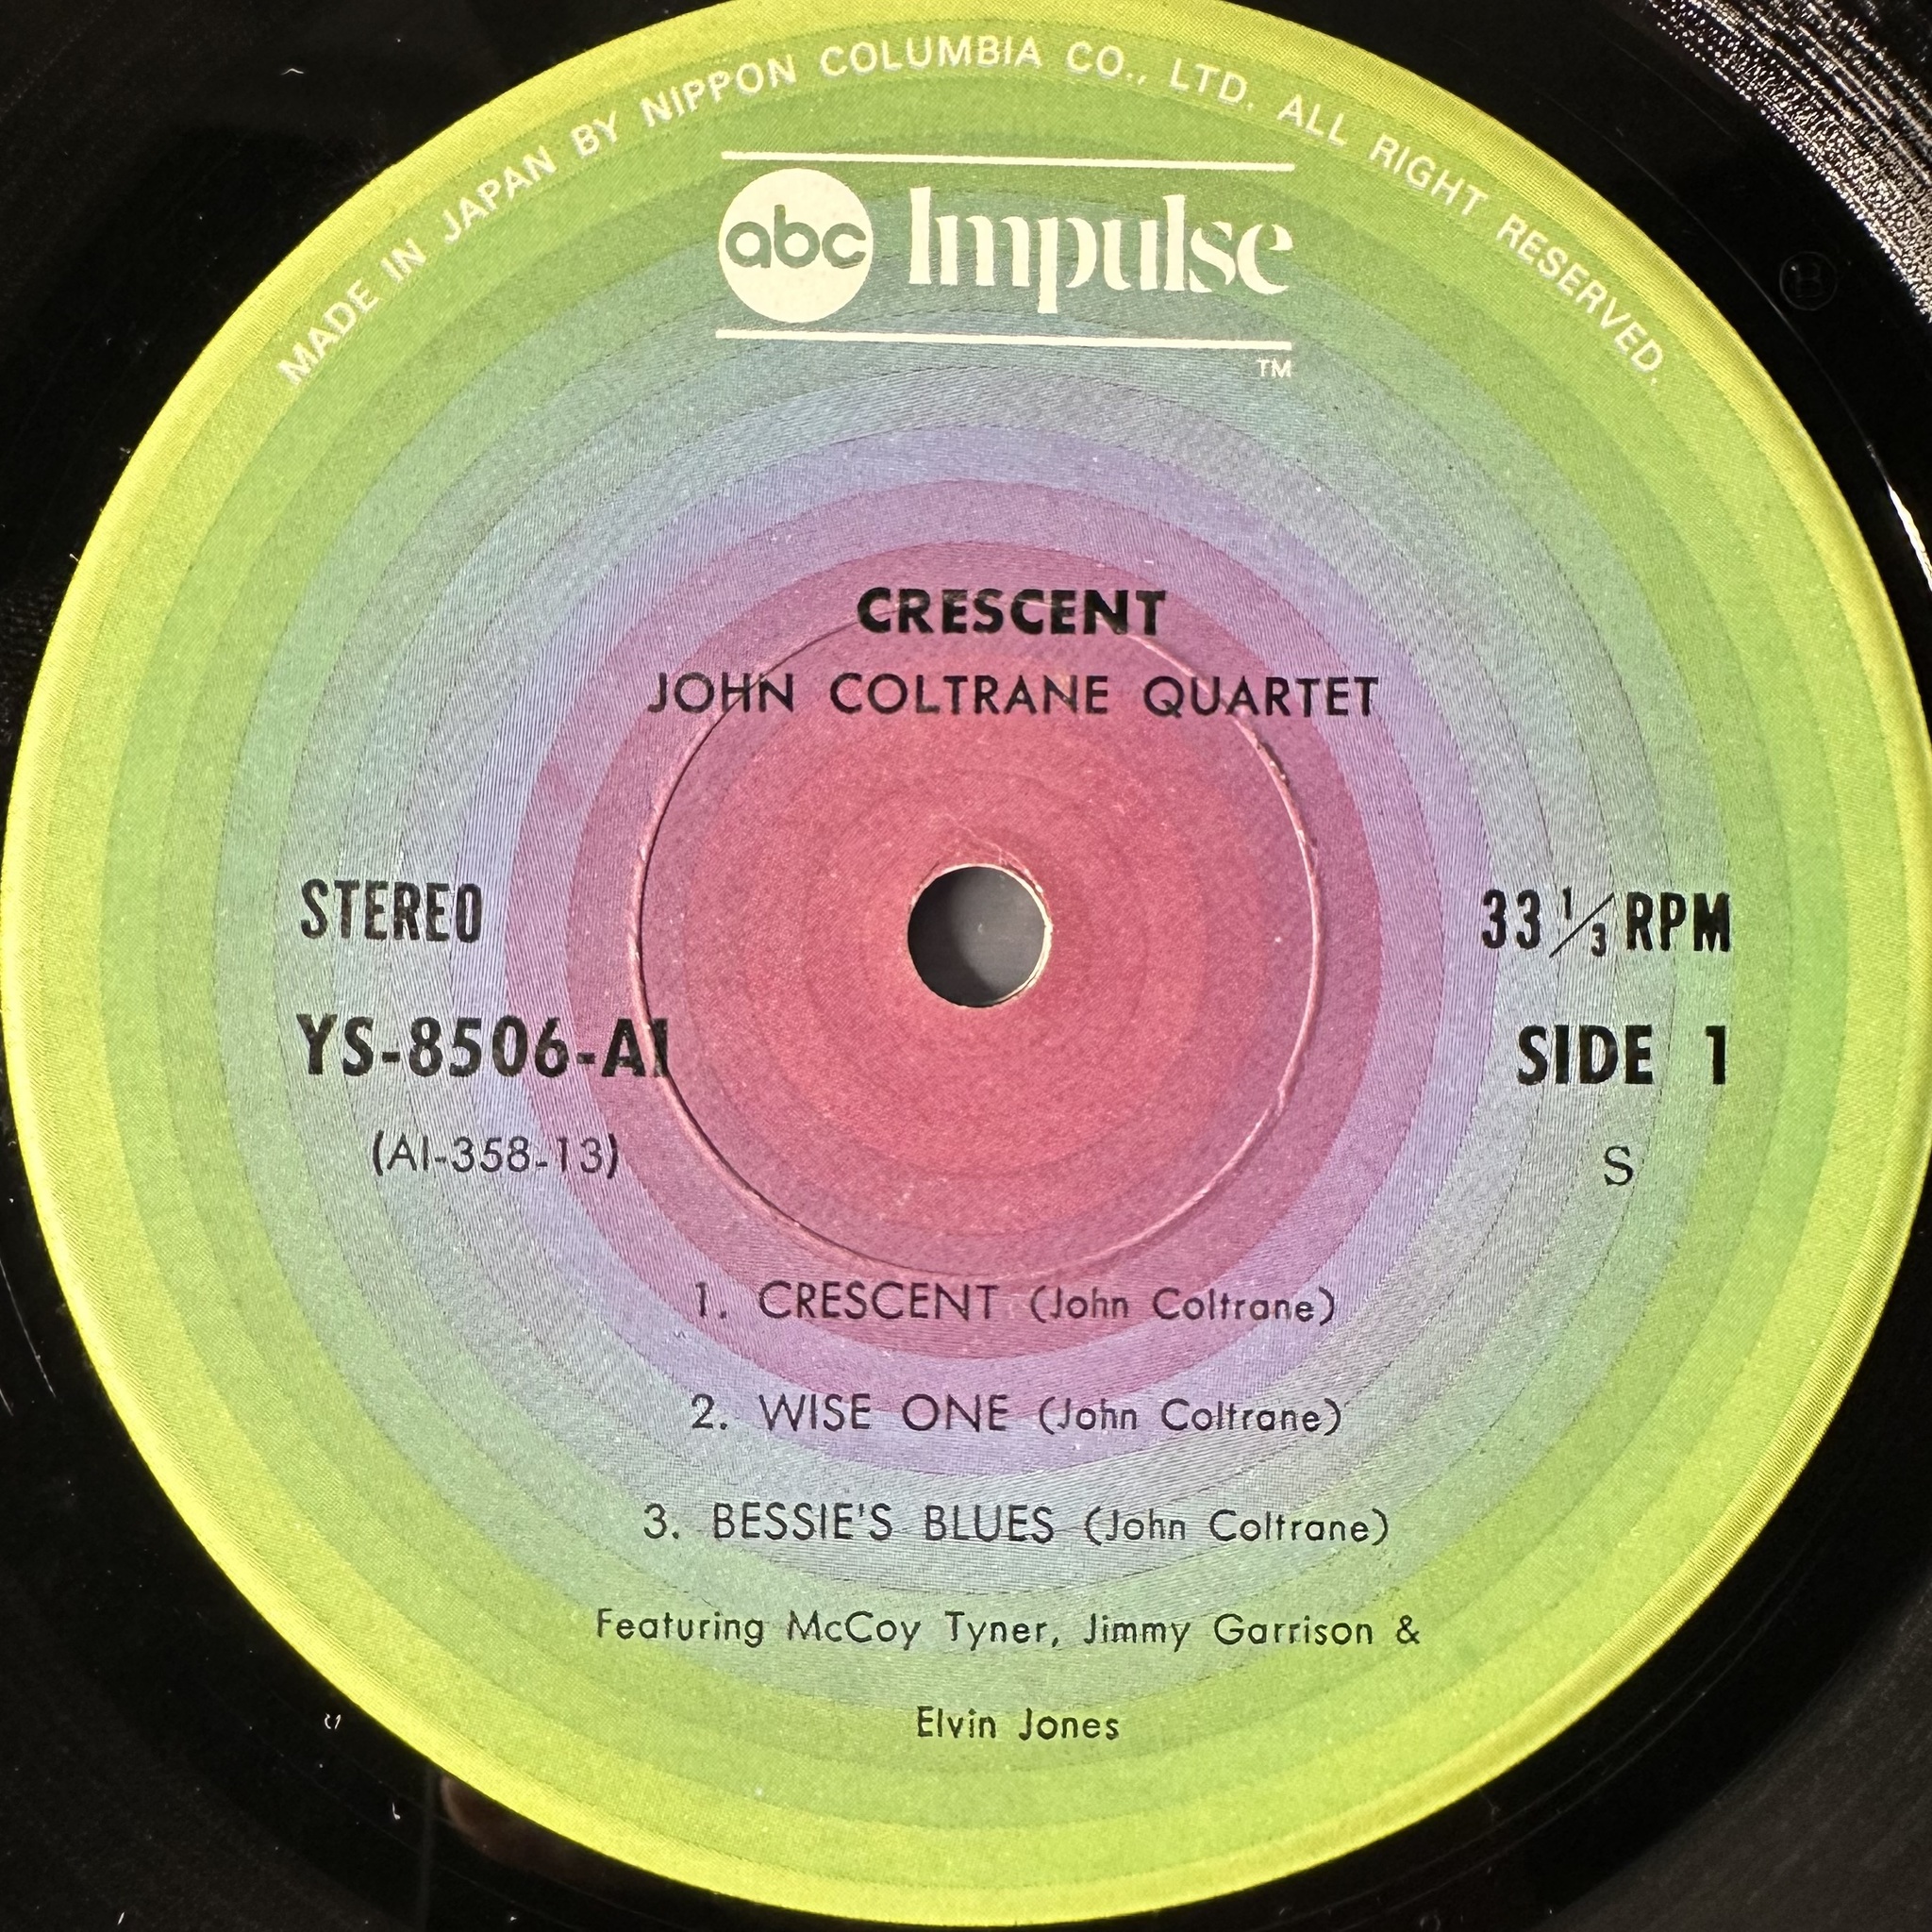 MADE IN JAPAN BY NIPPON COLUMBIA CO., LTD. ALL RIGHT RESERVED.
abc Impulse
TM
CRESCENT
JOHN COLTRANE QUARTET
STEREO
33 1/3 RPM
YS-8506-AI
SIDE 1
(AI-358-13)
S
1. CRESCENT (John Coltrane)
2. WISE ONE (John Coltrane)
3. BESSIE'S BLUES (John Coltrane)
Featuring McCoy Tyner, Jimmy Garrison &
Elvin Jones